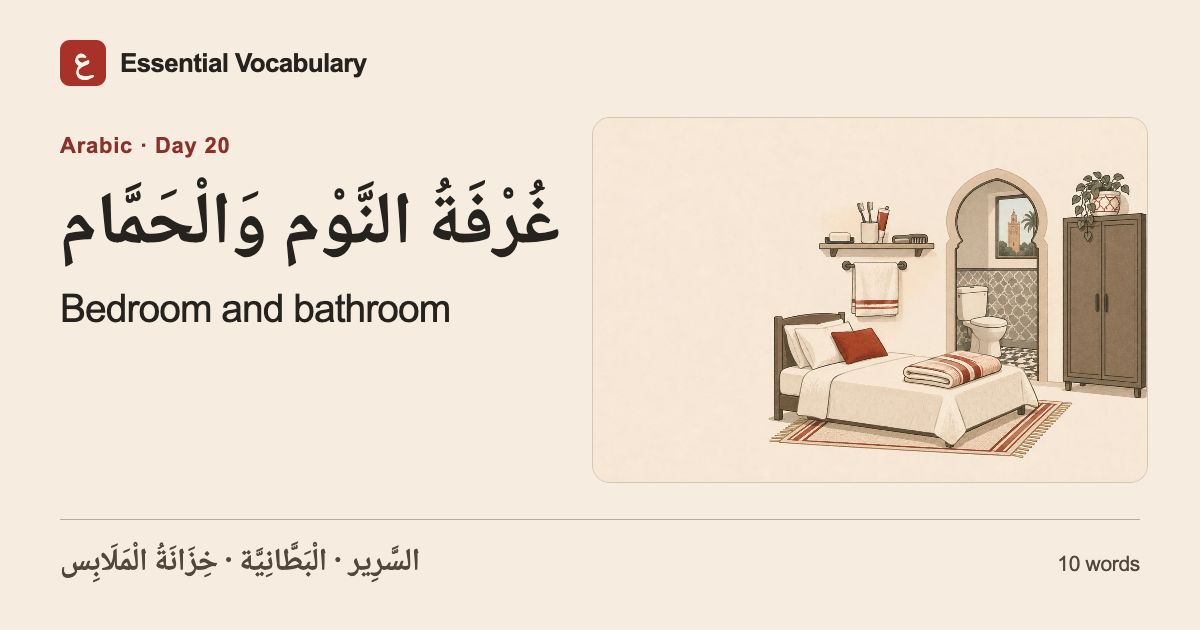 ع Essential Vocabulary
Arabic · Day 20
غُرْفَةُ النَّوْم وَالْحَمَّام
Bedroom and bathroom
السَّرِير · الْبَطَّانِيَّة · خِزَانَةُ الْمَلَابِس
10 words